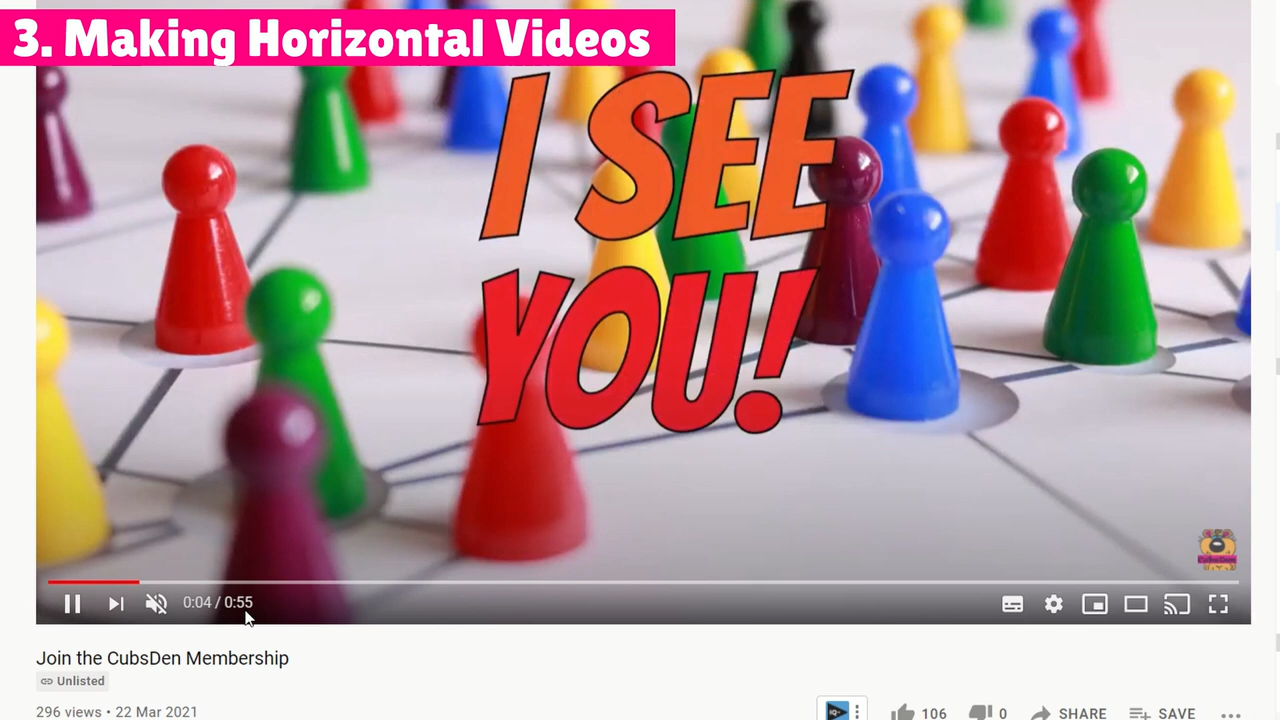 3. Making Horizontal Videos
I SEE
YOU!
0:04 / 0:55
Join the CubsDen Membership
Unlisted
296 views • 22 Mar 2021
106
0
SHARE
SAVE